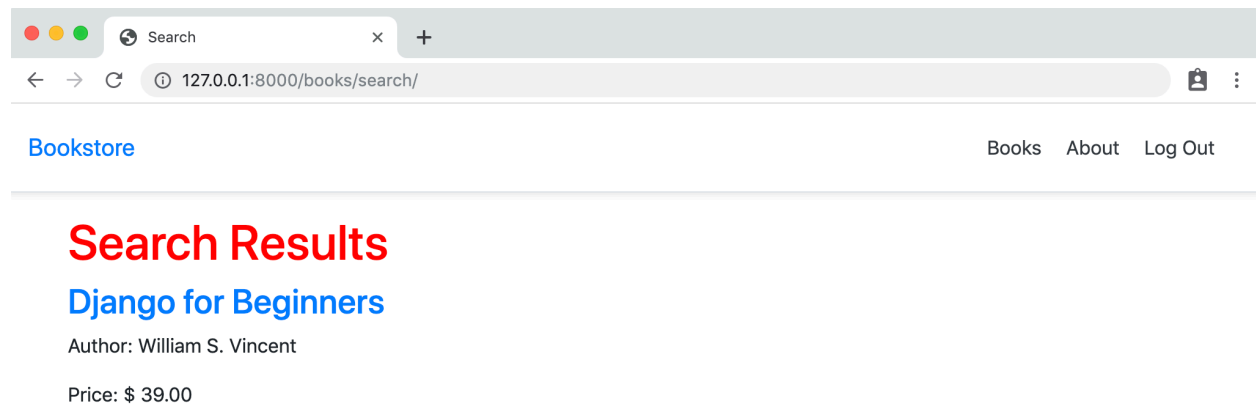 Search
127.0.0.1:8000/books/search/
Bookstore Books About Log Out
Search Results
Django for Beginners
Author: William S. Vincent
Price: $ 39.00